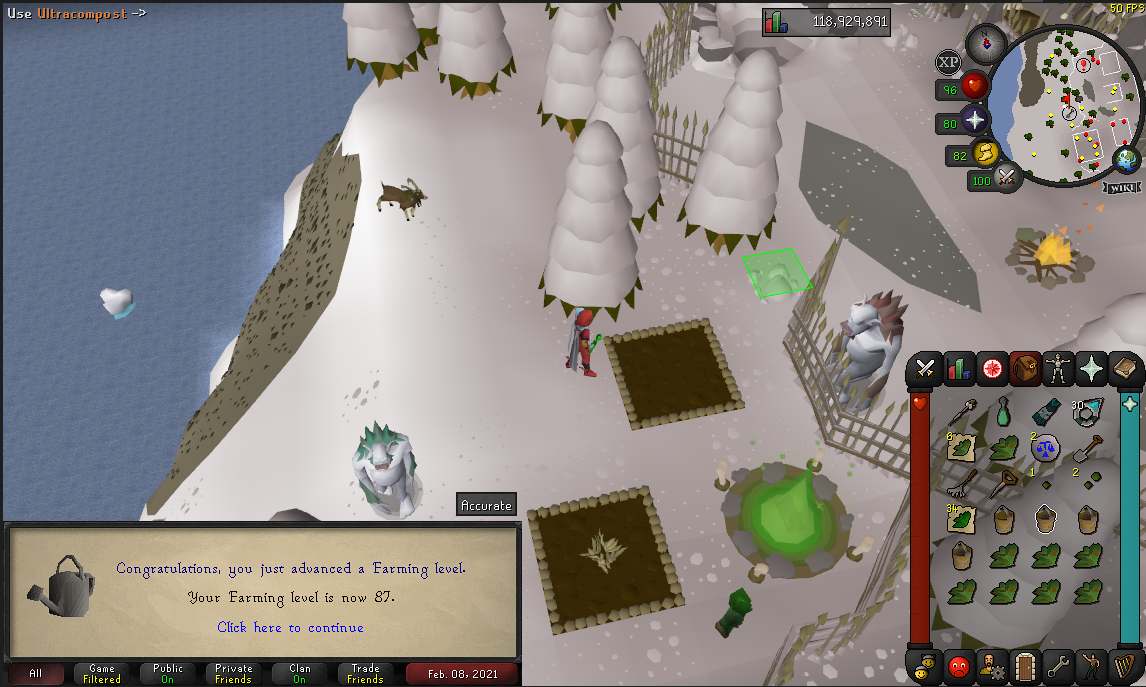 Use Ultracompost ->
118,929,891
50 FPS
N
XP
96
80
82
100
WIKI
30
6
2
1
2
34
Accurate
Congratulations, you just advanced a Farming level.
Your Farming level is now 87.
Click here to continue
All
Game
Filtered
Public
On
Private
Friends
Clan
On
Trade
Friends
Feb. 08, 2021